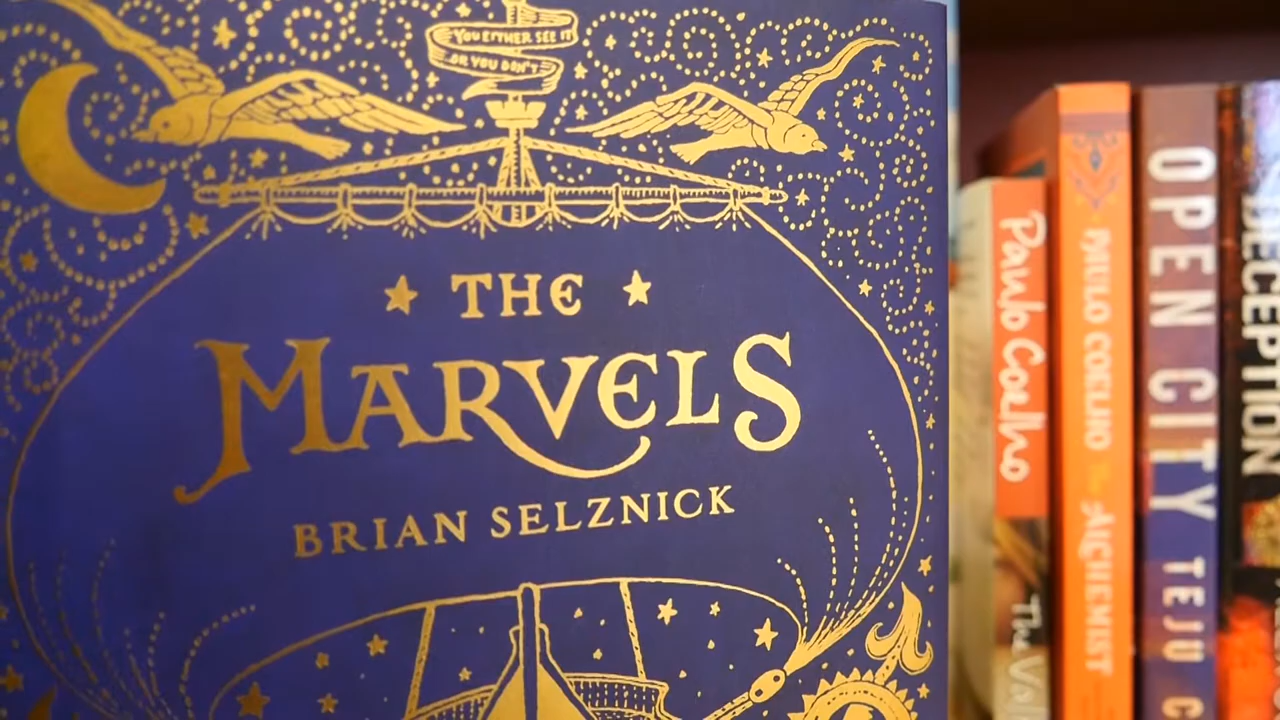 YOU EITHER SEE IT
OR YOU DON'T
THE
MARVELS
BRIAN SELZNICK
Paulo Coelho
The
PAULO COELHO
Alchemist
OPEN CITY TEJU
DECEPTION